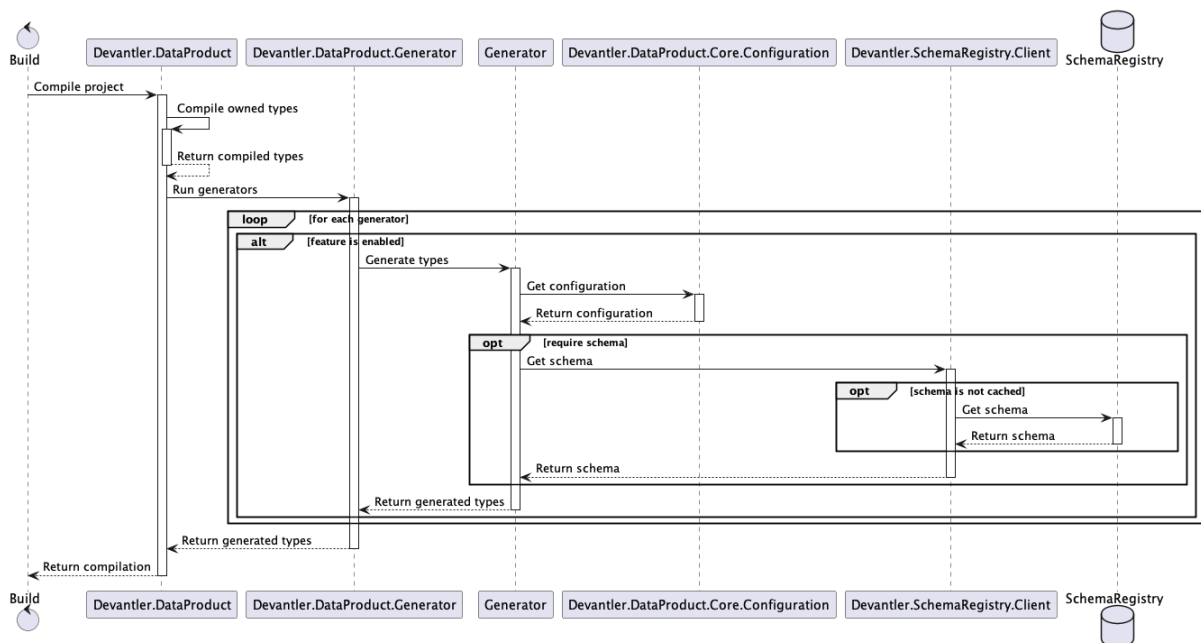 Build
Devantler.DataProduct
Devantler.DataProduct.Generator
Generator
Devantler.DataProduct.Core.Configuration
Devantler.SchemaRegistry.Client
SchemaRegistry
Compile project
Compile owned types
Return compiled types
Run generators
loop [for each generator]
alt [feature is enabled]
Generate types
Get configuration
Return configuration
opt [require schema]
Get schema
opt [schema is not cached]
Get schema
Return schema
Return schema
Return generated types
Return generated types
Return compilation
Build
Devantler.DataProduct
Devantler.DataProduct.Generator
Generator
Devantler.DataProduct.Core.Configuration
Devantler.SchemaRegistry.Client
SchemaRegistry